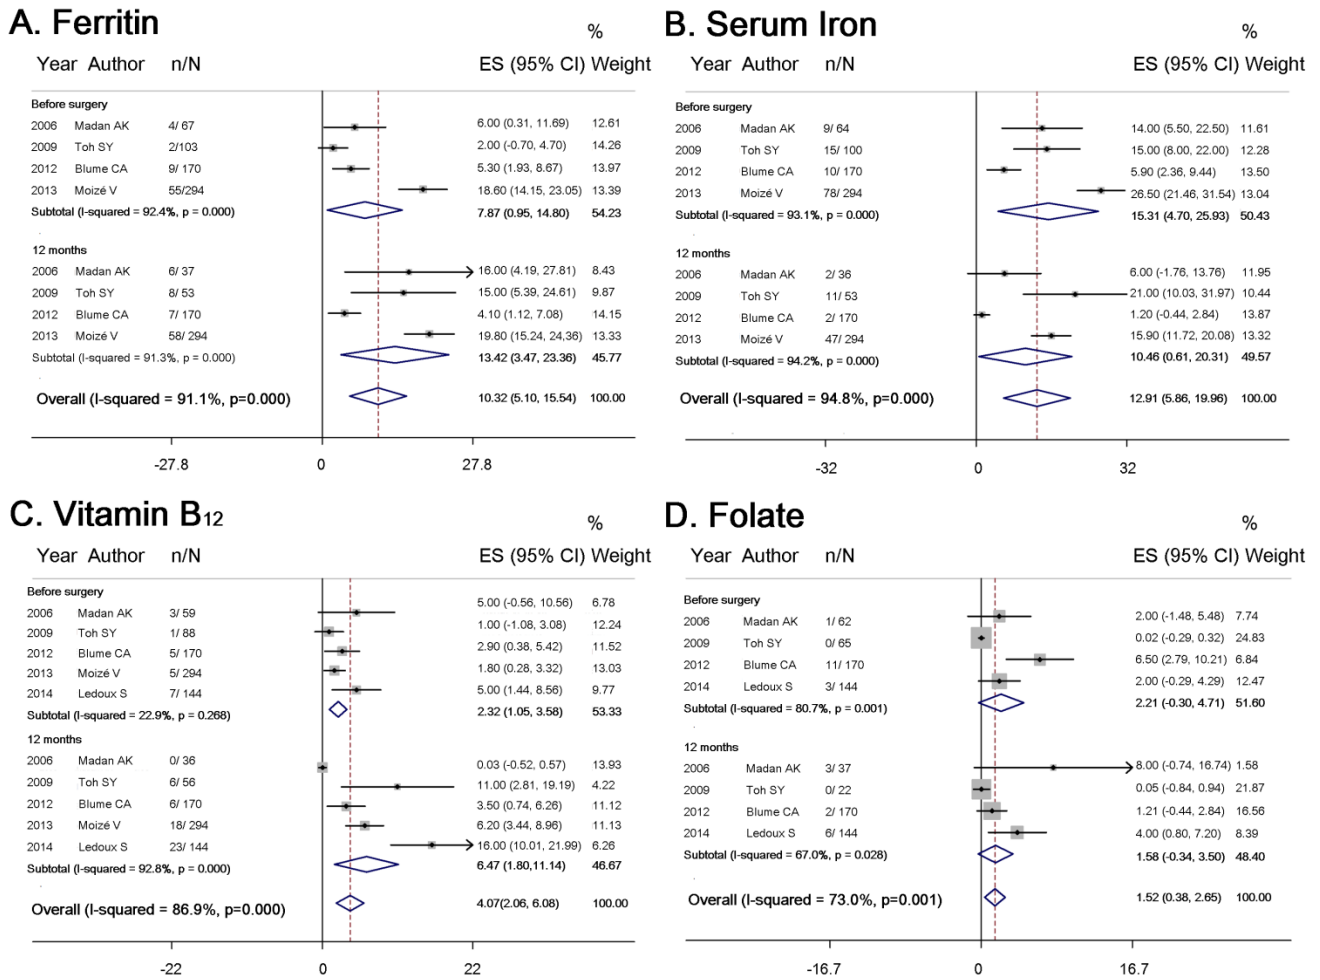 A. Ferritin
%
Year Author n/N ES (95% CI) Weight
Before surgery
2006 Madan AK 4/ 67 6.00 (0.31, 11.69) 12.61
2009 Toh SY 2/103 2.00 (-0.70, 4.70) 14.26
2012 Blume CA 9/ 170 5.30 (1.93, 8.67) 13.97
2013 Moizé V 55/294 18.60 (14.15, 23.05) 13.39
Subtotal (I-squared = 92.4%, p = 0.000) 7.87 (0.95, 14.80) 54.23
12 months
2006 Madan AK 6/ 37 16.00 (4.19, 27.81) 8.43
2009 Toh SY 8/ 53 15.00 (5.39, 24.61) 9.87
2012 Blume CA 7/ 170 4.10 (1.12, 7.08) 14.15
2013 Moizé V 58/ 294 19.80 (15.24, 24,36) 13.33
Subtotal (I-squared = 91.3%, p = 0.000) 13.42 (3.47, 23.36) 45.77
Overall (I-squared = 91.1%, p=0.000) 10.32 (5.10, 15.54) 100.00
-27.8 0 27.8
B. Serum Iron
%
Year Author n/N ES (95% CI) Weight
Before surgery
2006 Madan AK 9/ 64 14.00 (5.50, 22.50) 11.61
2009 Toh SY 15/ 100 15.00 (8.00, 22.00) 12.28
2012 Blume CA 10/ 170 5.90 (2.36, 9.44) 13.50
2013 Moizé V 78/ 294 26.50 (21.46, 31.54) 13.04
Subtotal (I-squared = 93.1%, p = 0.000) 15.31 (4.70, 25.93) 50.43
12 months
2006 Madan AK 2/ 36 6.00 (-1.76, 13.76) 11.95
2009 Toh SY 11/ 53 21.00 (10.03, 31.97) 10.44
2012 Blume CA 2/ 170 1.20 (-0.44, 2.84) 13.87
2013 Moizé V 47/ 294 15.90 (11.72, 20.08) 13.32
Subtotal (I-squared = 94.2%, p = 0.000) 10.46 (0.61, 20.31) 49.57
Overall (I-squared = 94.8%, p=0.000) 12.91 (5.86, 19.96) 100.00
-32 0 32
C. Vitamin B12
%
Year Author n/N ES (95% CI) Weight
Before surgery
2006 Madan AK 3/ 59 5.00 (-0.56, 10.56) 6.78
2009 Toh SY 1/ 88 1.00 (-1.08, 3.08) 12.24
2012 Blume CA 5/ 170 2.90 (0.38, 5.42) 11.52
2013 Moizé V 5/ 294 1.80 (0.28, 3.32) 13.03
2014 Ledoux S 7/ 144 5.00 (1.44, 8.56) 9.77
Subtotal (I-squared = 22.9%, p = 0.268) 2.32 (1.05, 3.58) 53.33
12 months
2006 Madan AK 0/ 36 0.03 (-0.52, 0.57) 13.93
2009 Toh SY 6/ 56 11.00 (2.81, 19.19) 4.22
2012 Blume CA 6/ 170 3.50 (0.74, 6.26) 11.12
2013 Moizé V 18/ 294 6.20 (3.44, 8.96) 11.13
2014 Ledoux S 23/ 144 16.00 (10.01, 21.99) 6.26
Subtotal (I-squared = 92.8%, p = 0.000) 6.47 (1.80,11.14) 46.67
Overall (I-squared = 86.9%, p=0.000) 4.07(2.06, 6.08) 100.00
-22 0 22
D. Folate
%
Year Author n/N ES (95% CI) Weight
Before surgery
2006 Madan AK 1/ 62 2.00 (-1.48, 5.48) 7.74
2009 Toh SY 0/ 65 0.02 (-0.29, 0.32) 24.83
2012 Blume CA 11/ 170 6.50 (2.79, 10.21) 6.84
2014 Ledoux S 3/ 144 2.00 (-0.29, 4.29) 12.47
Subtotal (I-squared = 80.7%, p = 0.001) 2.21 (-0.30, 4.71) 51.60
12 months
2006 Madan AK 3/ 37 8.00 (-0.74, 16.74) 1.58
2009 Toh SY 0/ 22 0.05 (-0.84, 0.94) 21.87
2012 Blume CA 2/ 170 1.21 (-0.44, 2.84) 16.56
2014 Ledoux S 6/ 144 4.00 (0.80, 7.20) 8.39
Subtotal (I-squared = 67.0%, p = 0.028) 1.58 (-0.34, 3.50) 48.40
Overall (I-squared = 73.0%, p=0.001) 1.52 (0.38, 2.65) 100.00
-16.7 0 16.7